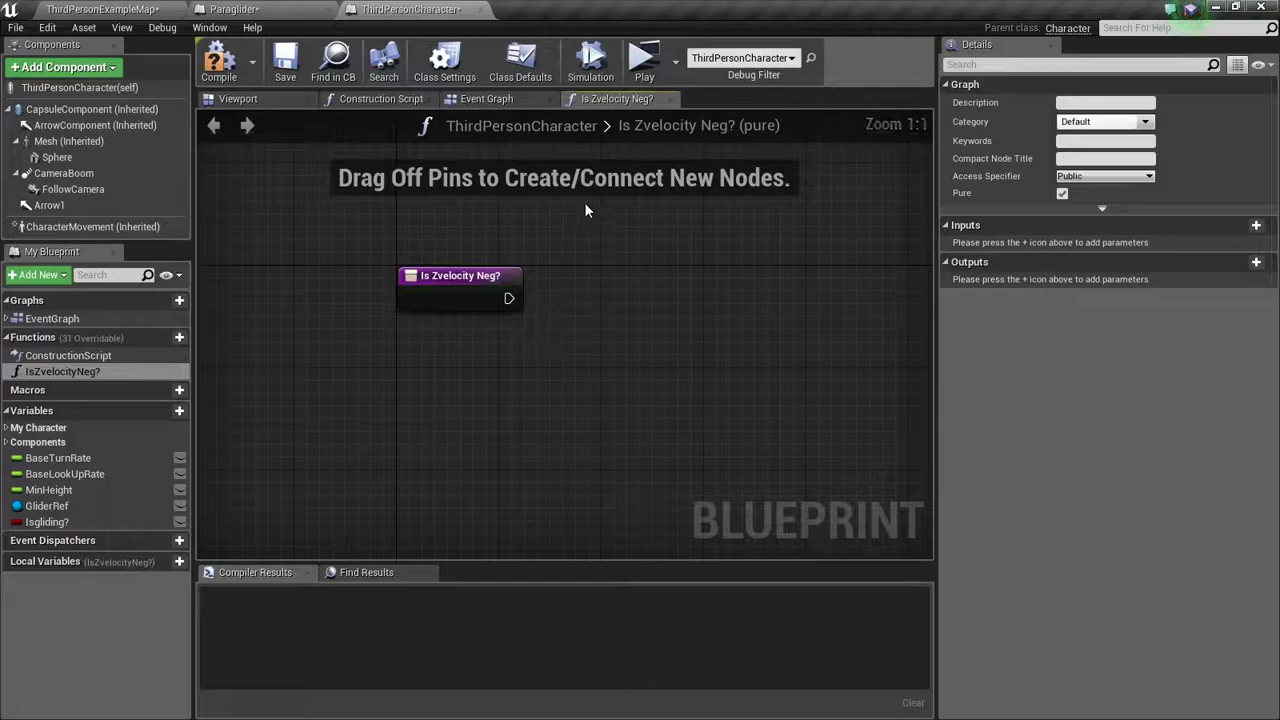 ThirdPersonExampleMap*
Paraglider*
ThirdPersonCharacter*
File
Edit
Asset
View
Debug
Window
Help
Parent class: Character
Search For Help
Components
Add Component
ThirdPersonCharacter(self)
CapsuleComponent (Inherited)
ArrowComponent (Inherited)
Mesh (Inherited)
Sphere
CameraBoom
FollowCamera
Arrow1
CharacterMovement (Inherited)
My Blueprint
Add New
Search
Graphs
EventGraph
Functions (31 Overridable)
ConstructionScript
IsZvelocityNeg?
Macros
Variables
My Character
Components
BaseTurnRate
BaseLookUpRate
MinHeight
GliderRef
Isgliding?
Event Dispatchers
Local Variables (IsZvelocityNeg?)
Compile
Save
Find in CB
Search
Class Settings
Class Defaults
Simulation
Play
ThirdPersonCharacter
Debug Filter
Viewport
Construction Script
Event Graph
Is Zvelocity Neg?
ThirdPersonCharacter
Is Zvelocity Neg? (pure)
Zoom 1:1
Drag Off Pins to Create/Connect New Nodes.
Is Zvelocity Neg?
BLUEPRINT
Compiler Results
Find Results
Clear
Details
Search
Graph
Description
Category
Default
Keywords
Compact Node Title
Access Specifier
Public
Pure
Inputs
Please press the + icon above to add parameters
Outputs
Please press the + icon above to add parameters